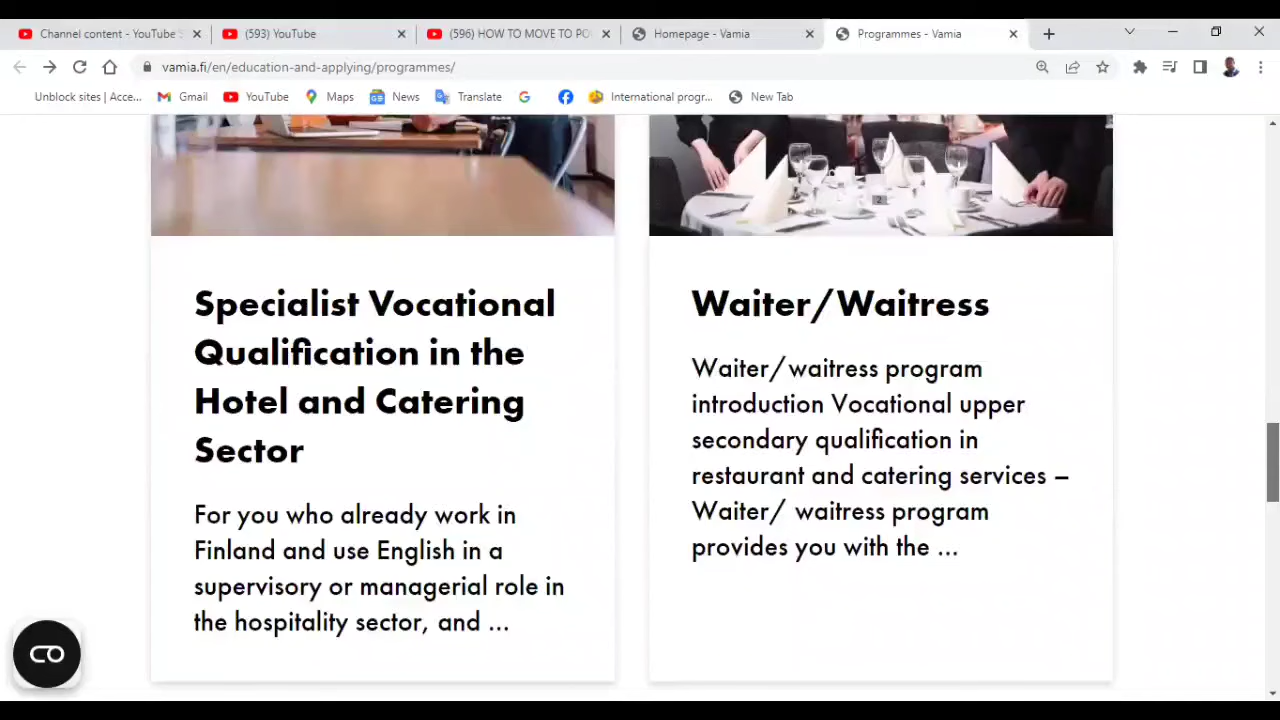 Channel content - YouTube S
(593) YouTube
(596) HOW TO MOVE TO PO
Homepage - Vamia
Programmes - Vamia
vamia.fi/en/education-and-applying/programmes/
Unblock sites | Acce...
Gmail
YouTube
Maps
News
Translate
International progr...
New Tab
Specialist Vocational
Qualification in the
Hotel and Catering
Sector
For you who already work in
Finland and use English in a
supervisory or managerial role in
the hospitality sector, and ...
Waiter/Waitress
Waiter/waitress program
introduction Vocational upper
secondary qualification in
restaurant and catering services –
Waiter/ waitress program
provides you with the ...